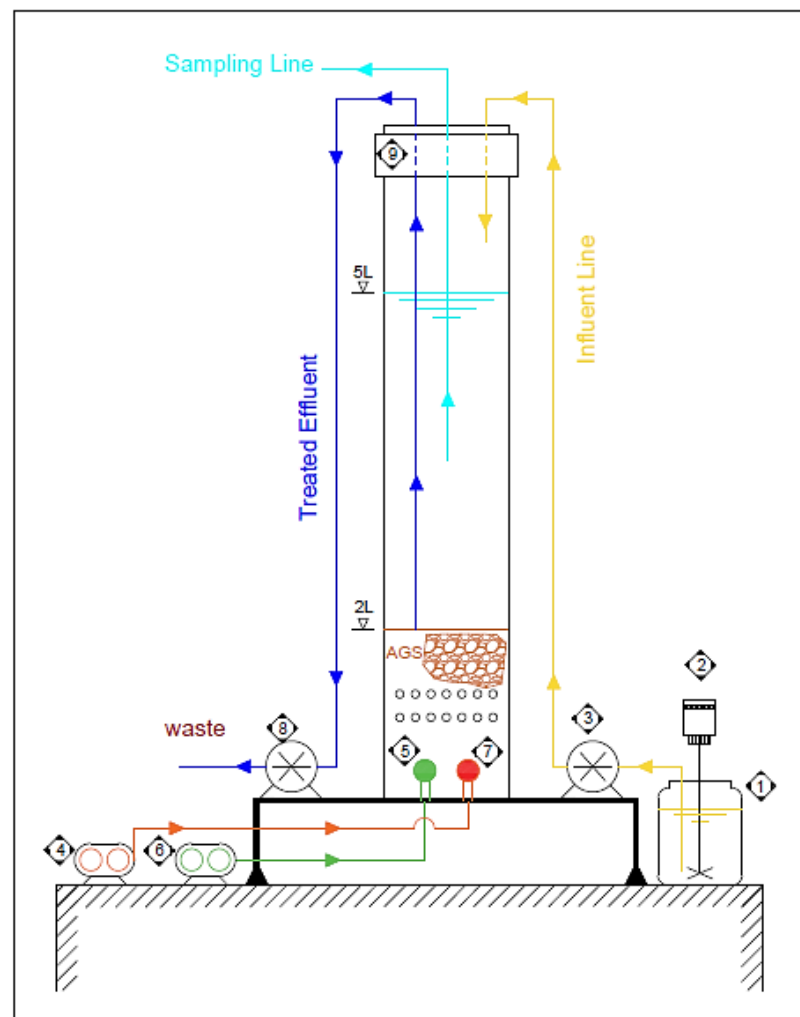 Sampling Line
9
5L
Influent Line
Treated Effluent
2L
AGS
2
waste
8
5
7
3
1
4
6